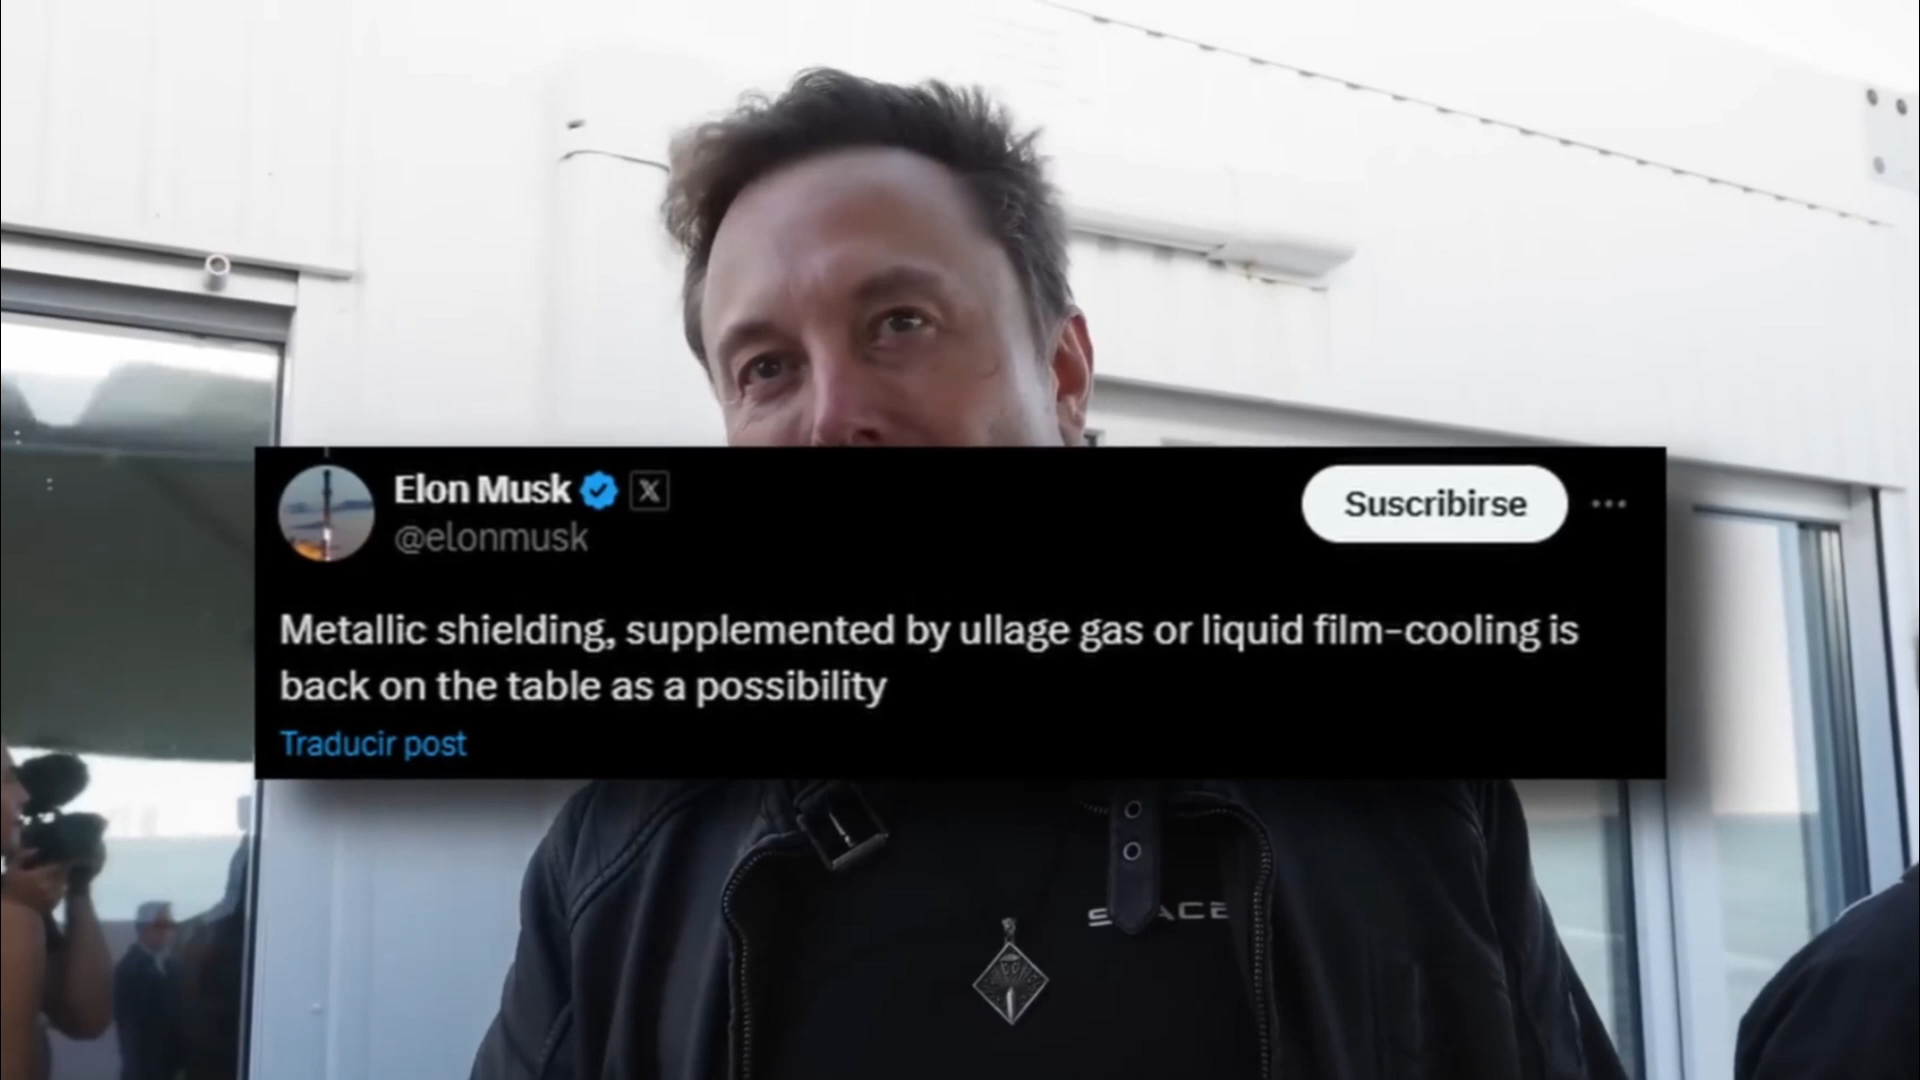 Elon Musk
@elonmusk
Suscribirse
Metallic shielding, supplemented by ullage gas or liquid film-cooling is
back on the table as a possibility
Traducir post